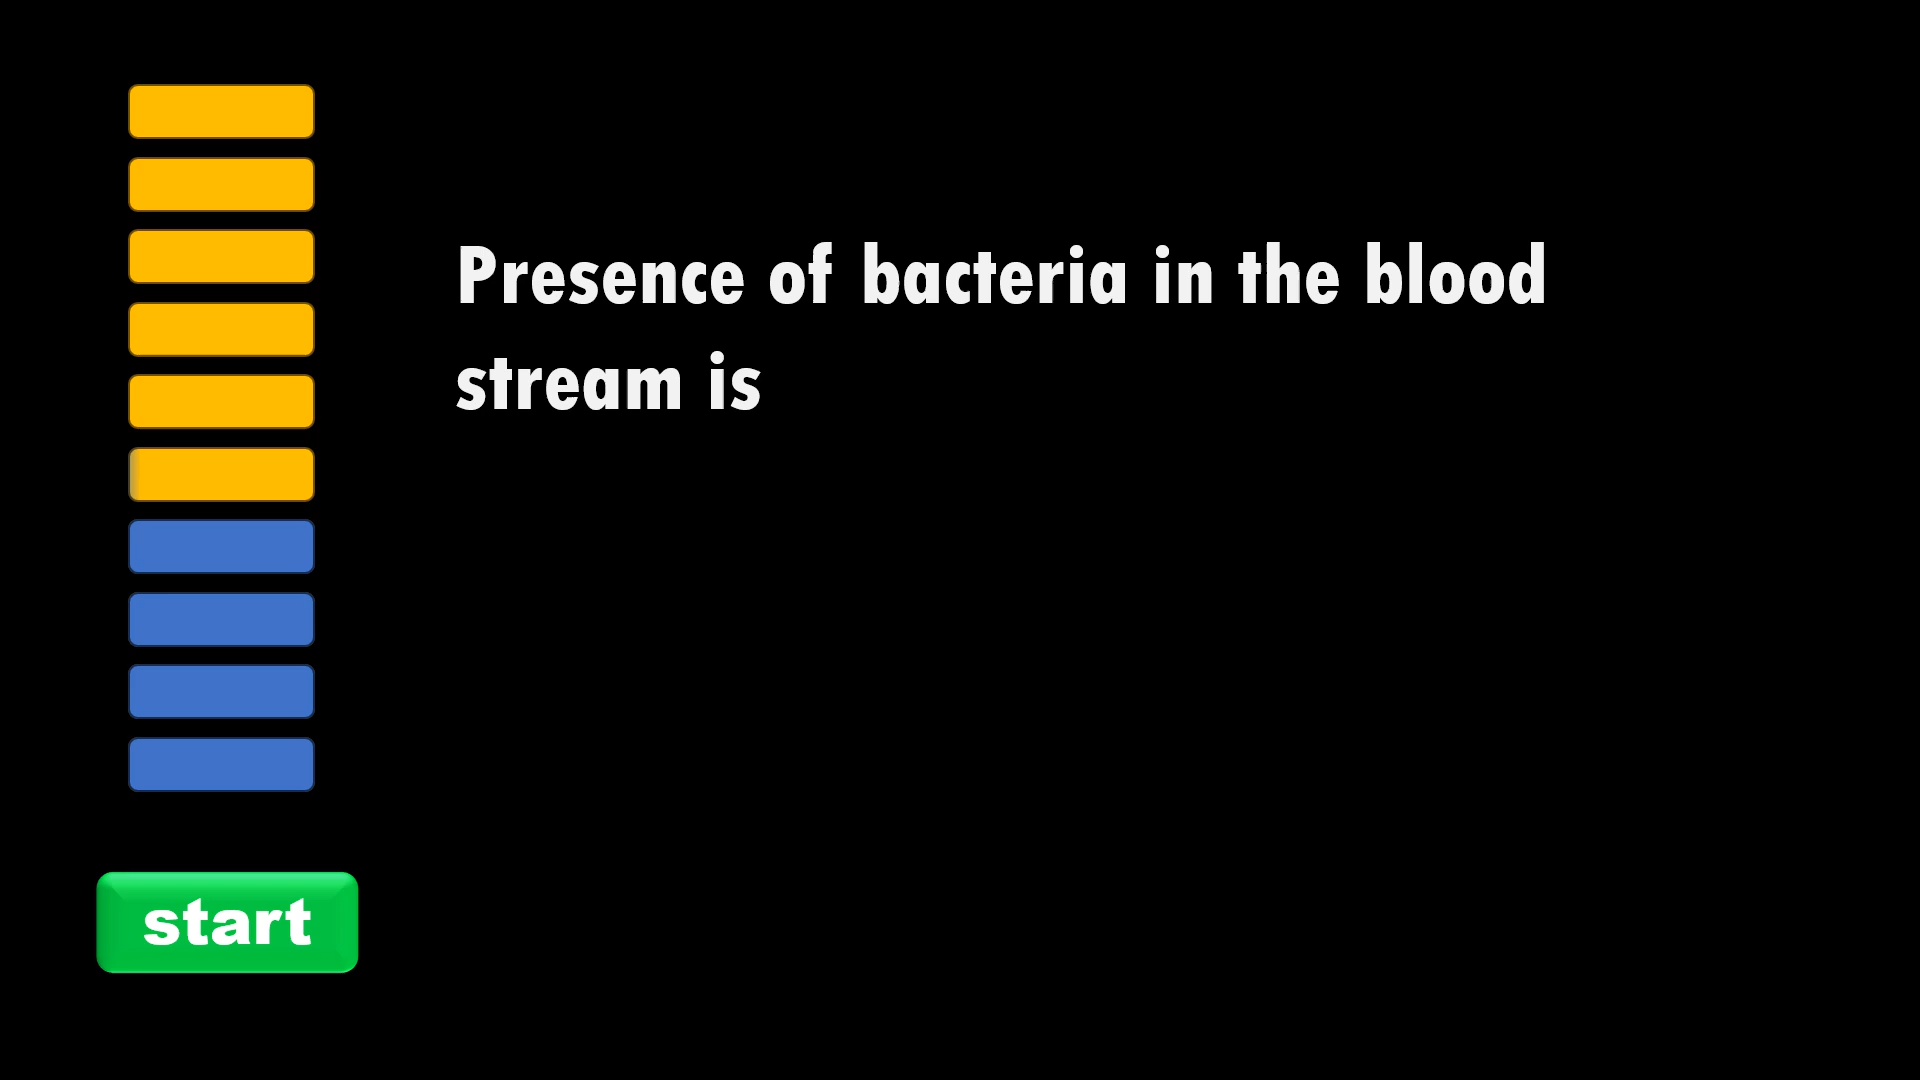 Presence of bacteria in the blood
stream is
start